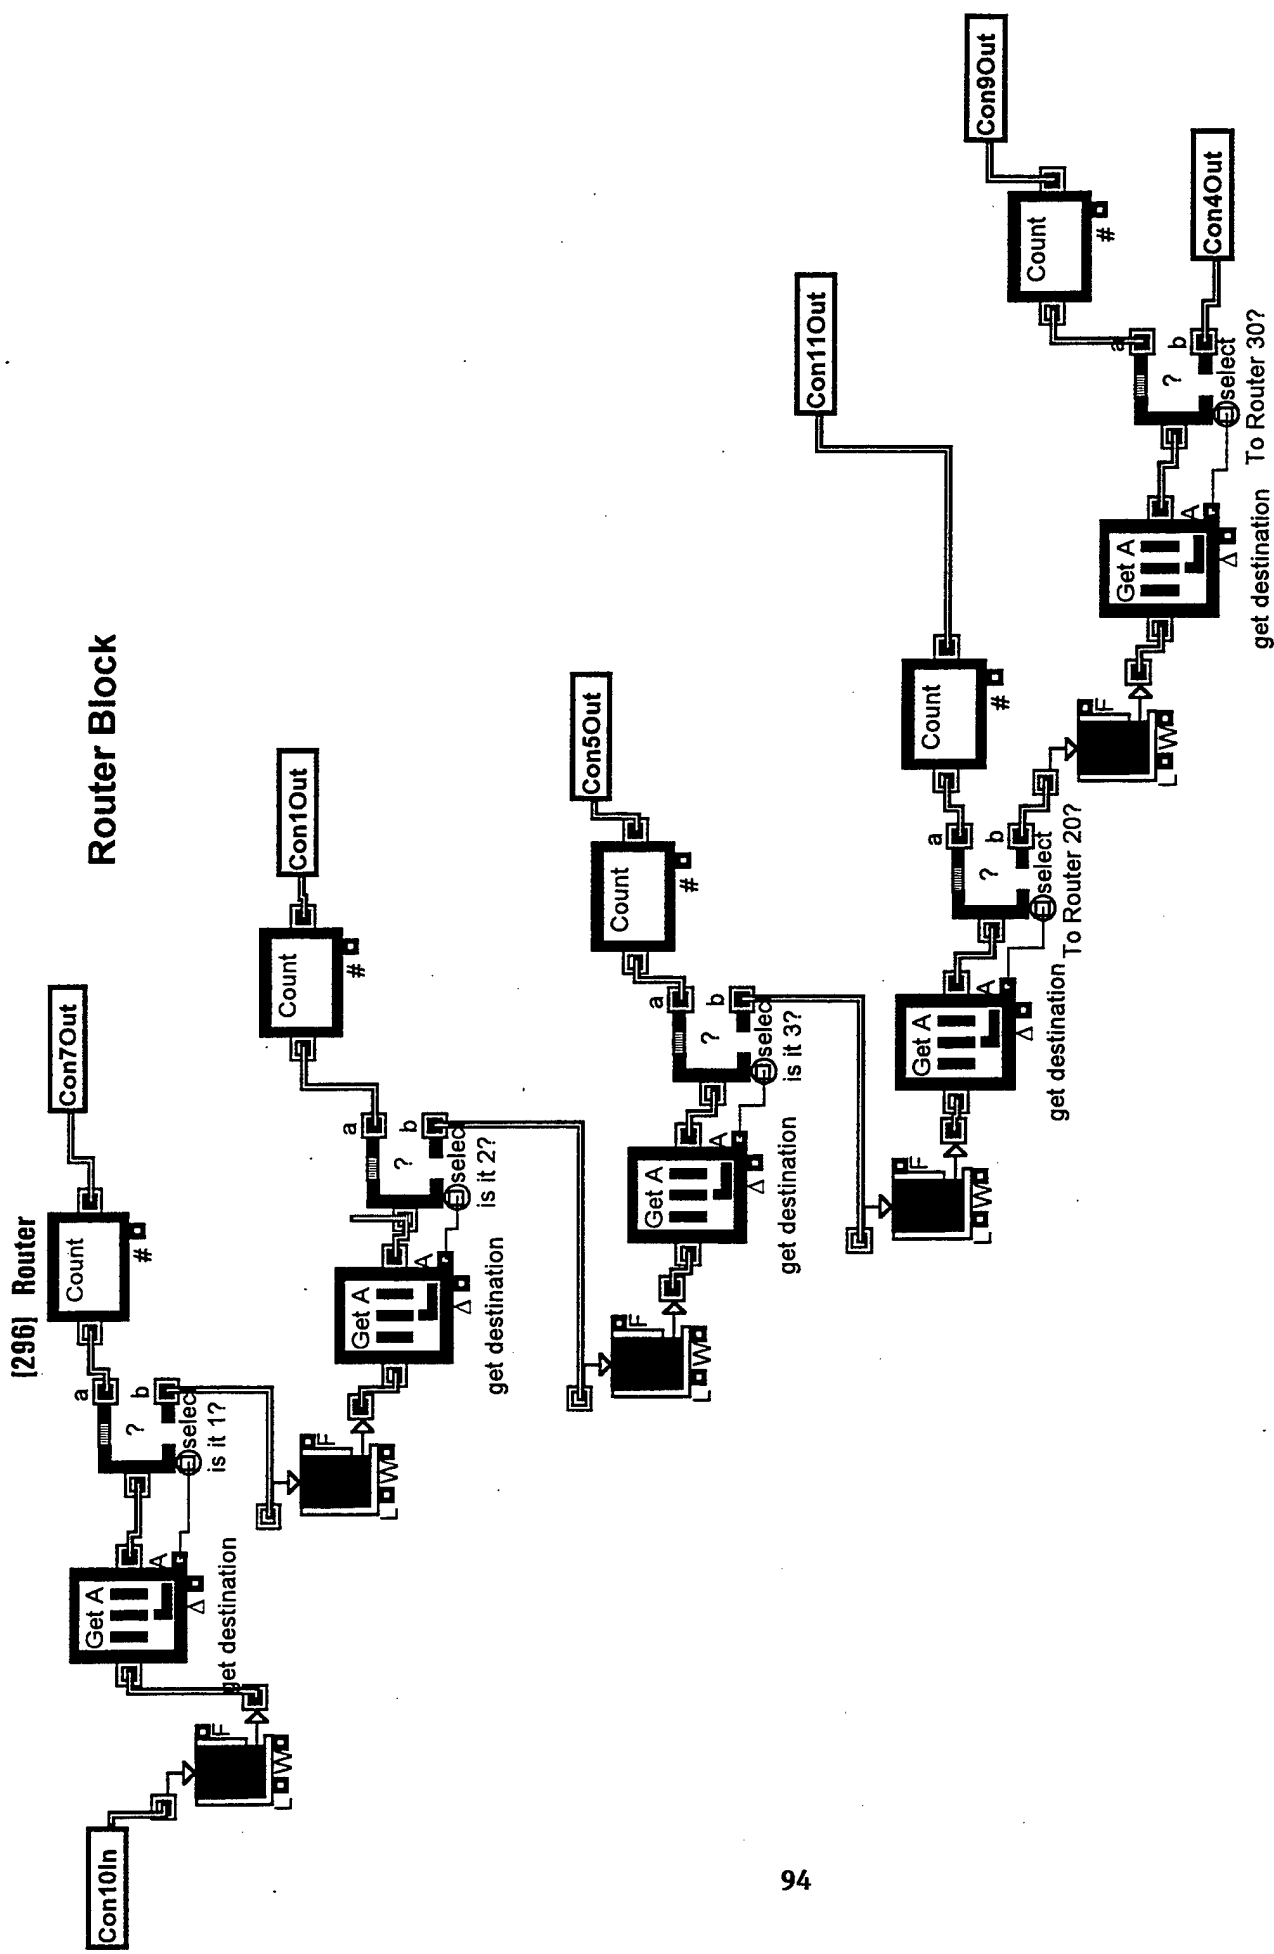 Router Block
[296] Router
Con10In
F
L W
get destination
Get A
A
Δ
a
?
b
select
is it 1?
Count
#
Con7Out
F
L W
Get A
A
Δ
get destination
a
?
b
select
is it 2?
Count
#
Con1Out
F
L W
Get A
A
Δ
get destination
a
?
b
select
is it 3?
Count
#
Con5Out
F
L W
Get A
A
Δ
get destination
a
?
b
select
To Router 20?
Count
#
Con11Out
F
L W
Get A
A
Δ
get destination
a
?
b
select
To Router 30?
Count
#
Con9Out
Con4Out
94